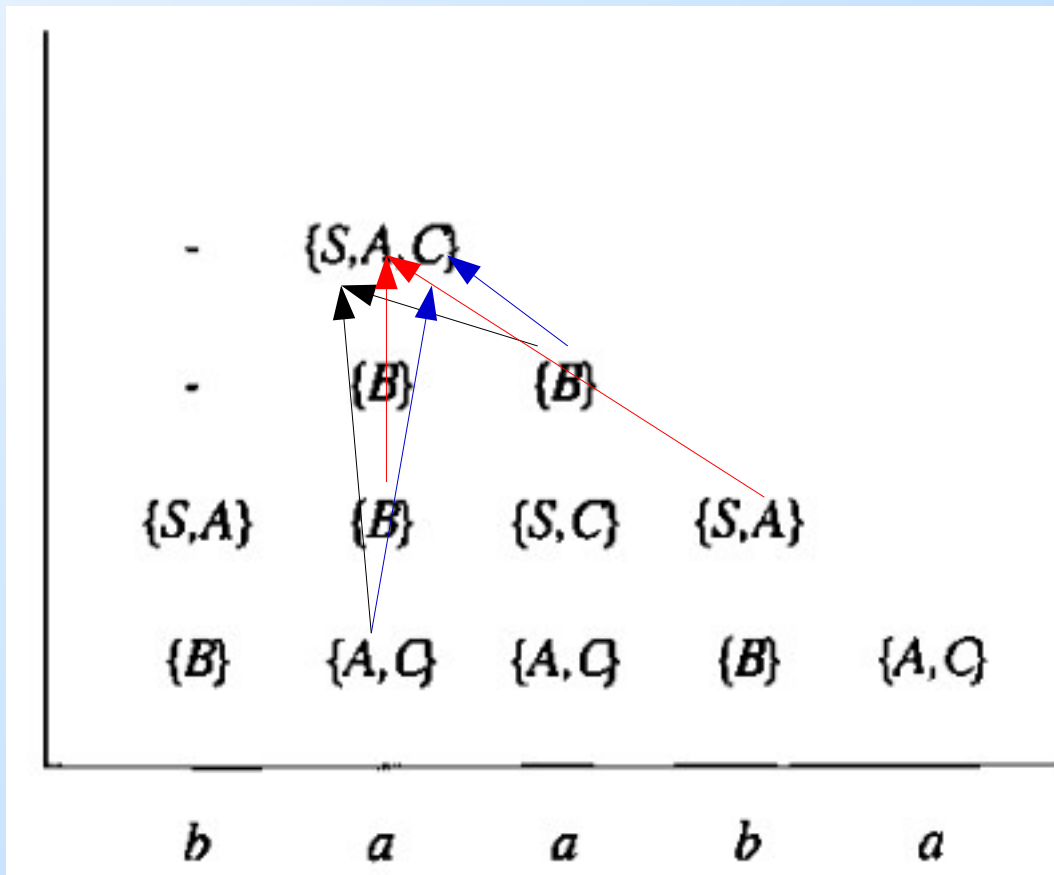 - {S,A,C}
- {B} {B}
{S,A} {B} {S,C} {S,A}
{B} {A,C} {A,C} {B} {A,C}
b a a b a